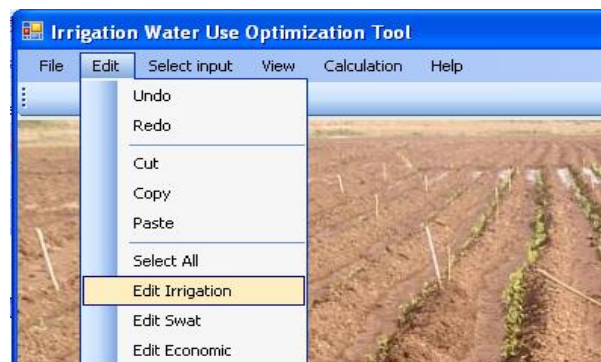 Irrigation Water Use Optimization Tool
File Edit Select input View Calculation Help
Undo
Redo
Cut
Copy
Paste
Select All
Edit Irrigation
Edit Swat
Edit Economic